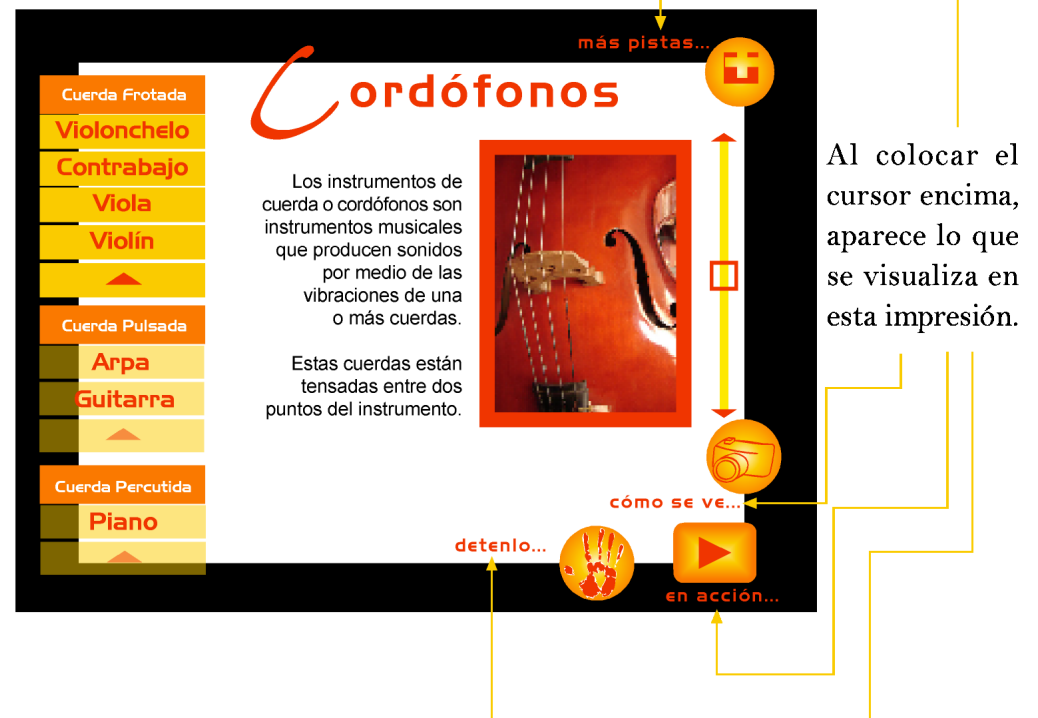 más pistas...
Cordófonos
Cuerda Frotada
Violonchelo
Contrabajo
Viola
Violín
Cuerda Pulsada
Arpa
Guitarra
Cuerda Percutida
Piano
Los instrumentos de
cuerda o cordófonos son
instrumentos musicales
que producen sonidos
por medio de las
vibraciones de una
o más cuerdas.
Estas cuerdas están
tensadas entre dos
puntos del instrumento.
cómo se ve...
detenlo...
en acción...
Al colocar el
cursor encima,
aparece lo que
se visualiza en
esta impresión.